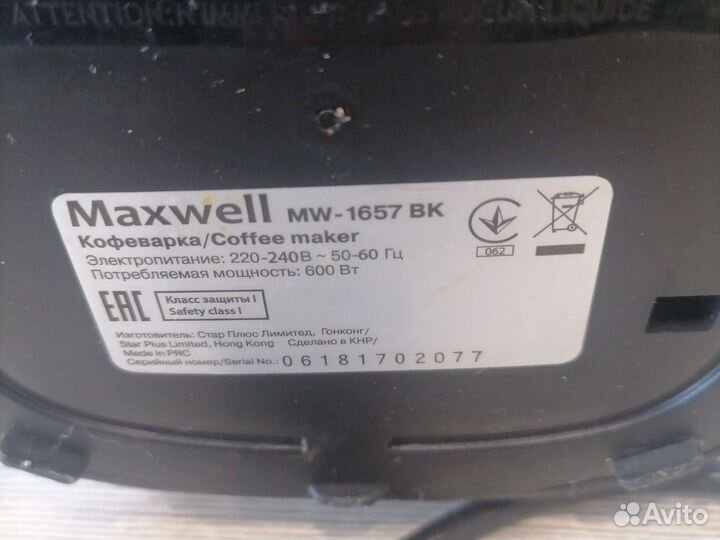 ATTENTION:
LIQUIDE
Maxwell MW-1657 BK
Кофеварка/Coffee maker
Электропитание: 220-240В ~ 50-60 Гц
Потребляемая мощность: 600 Вт
062
EAC
Класс защиты I
Safety class I
Изготовитель: Стар Плюс Лимитед, Гонконг/
Star Plus Limited, Hong Kong Сделано в КНР/
Made in PRC
Серийный номер/Serial No.: 06181702077
Avito